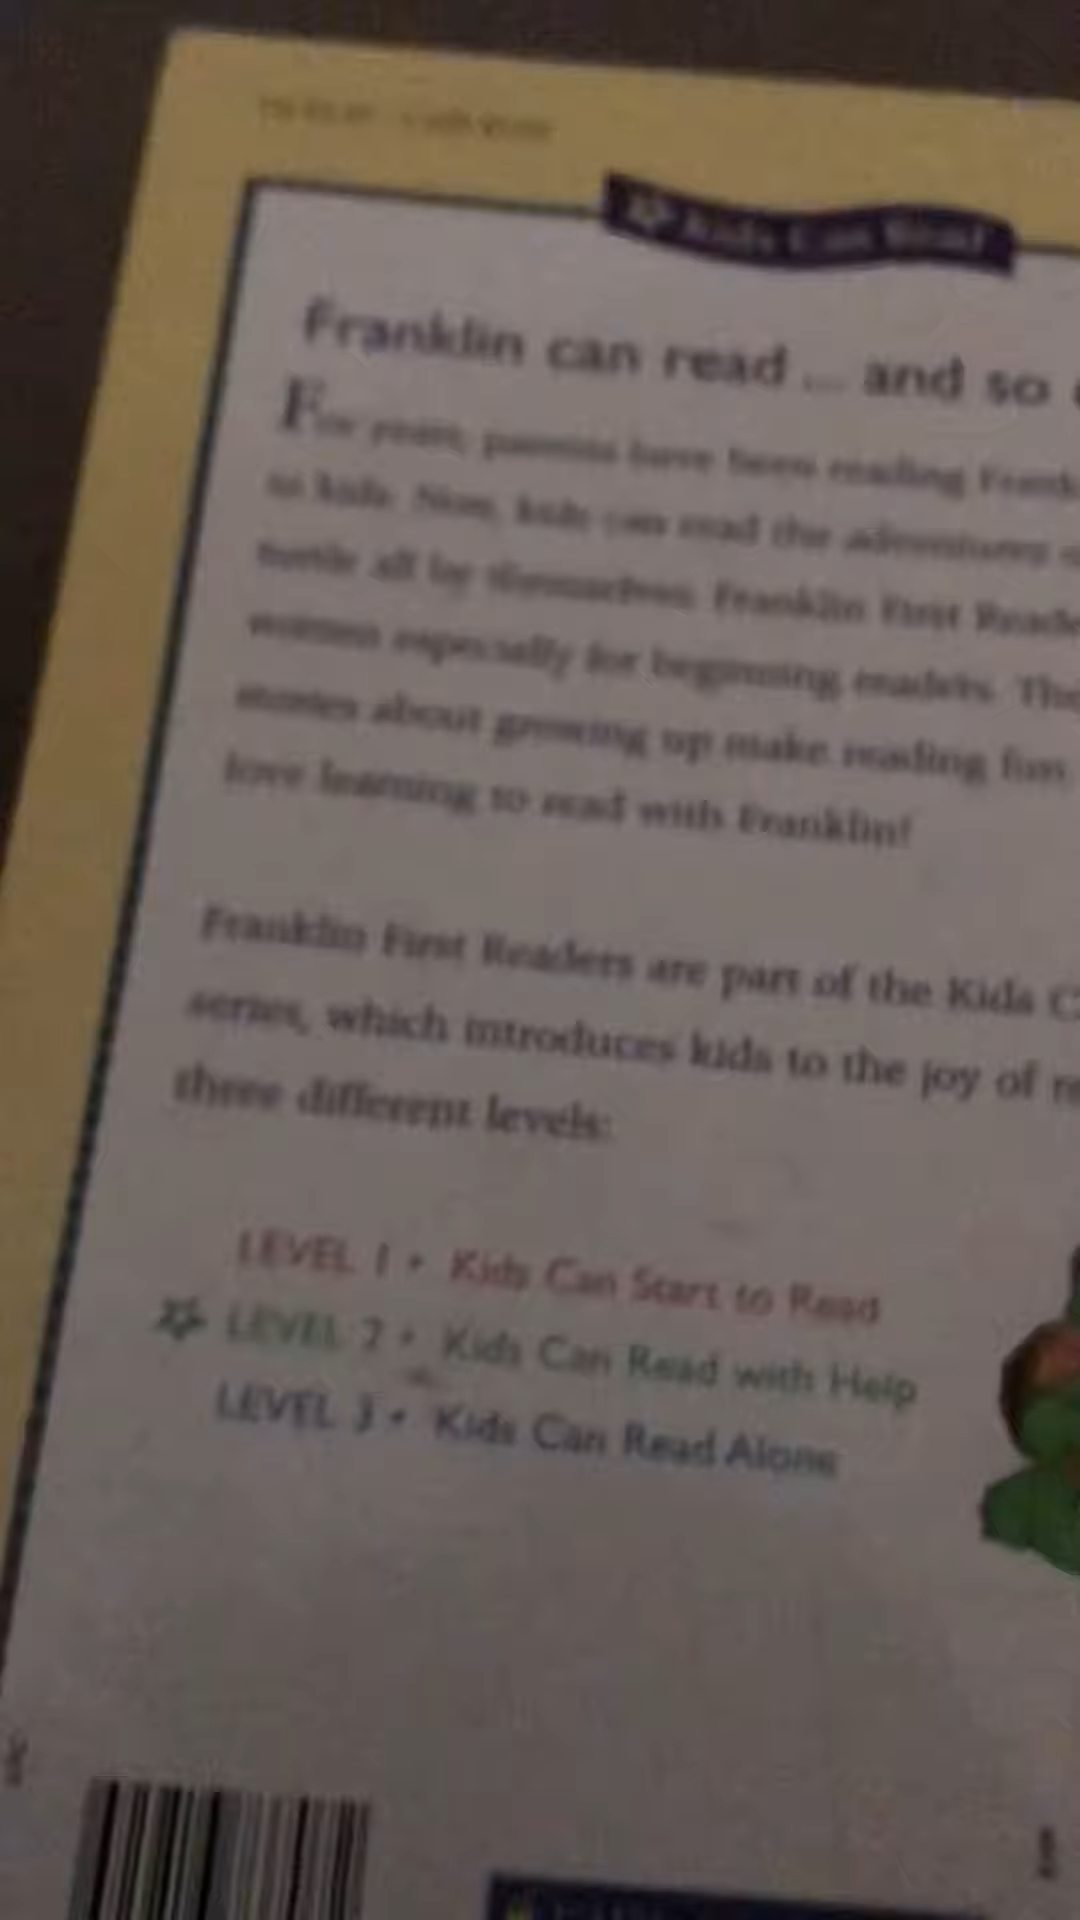 Kids Can Read
Franklin can read ... and so
For years, parents have been reading Frank
to kids. Now, kids can read the adventures
turtle all by themselves. Franklin First Reade
written especially for beginning readers. The
stories about growing up make reading fun
love learning to read with Franklin!
Franklin First Readers are part of the Kids C
series, which introduces kids to the joy of re
three different levels:
LEVEL 1 • Kids Can Start to Read
LEVEL 2 • Kids Can Read with Help
LEVEL 3 • Kids Can Read Alone